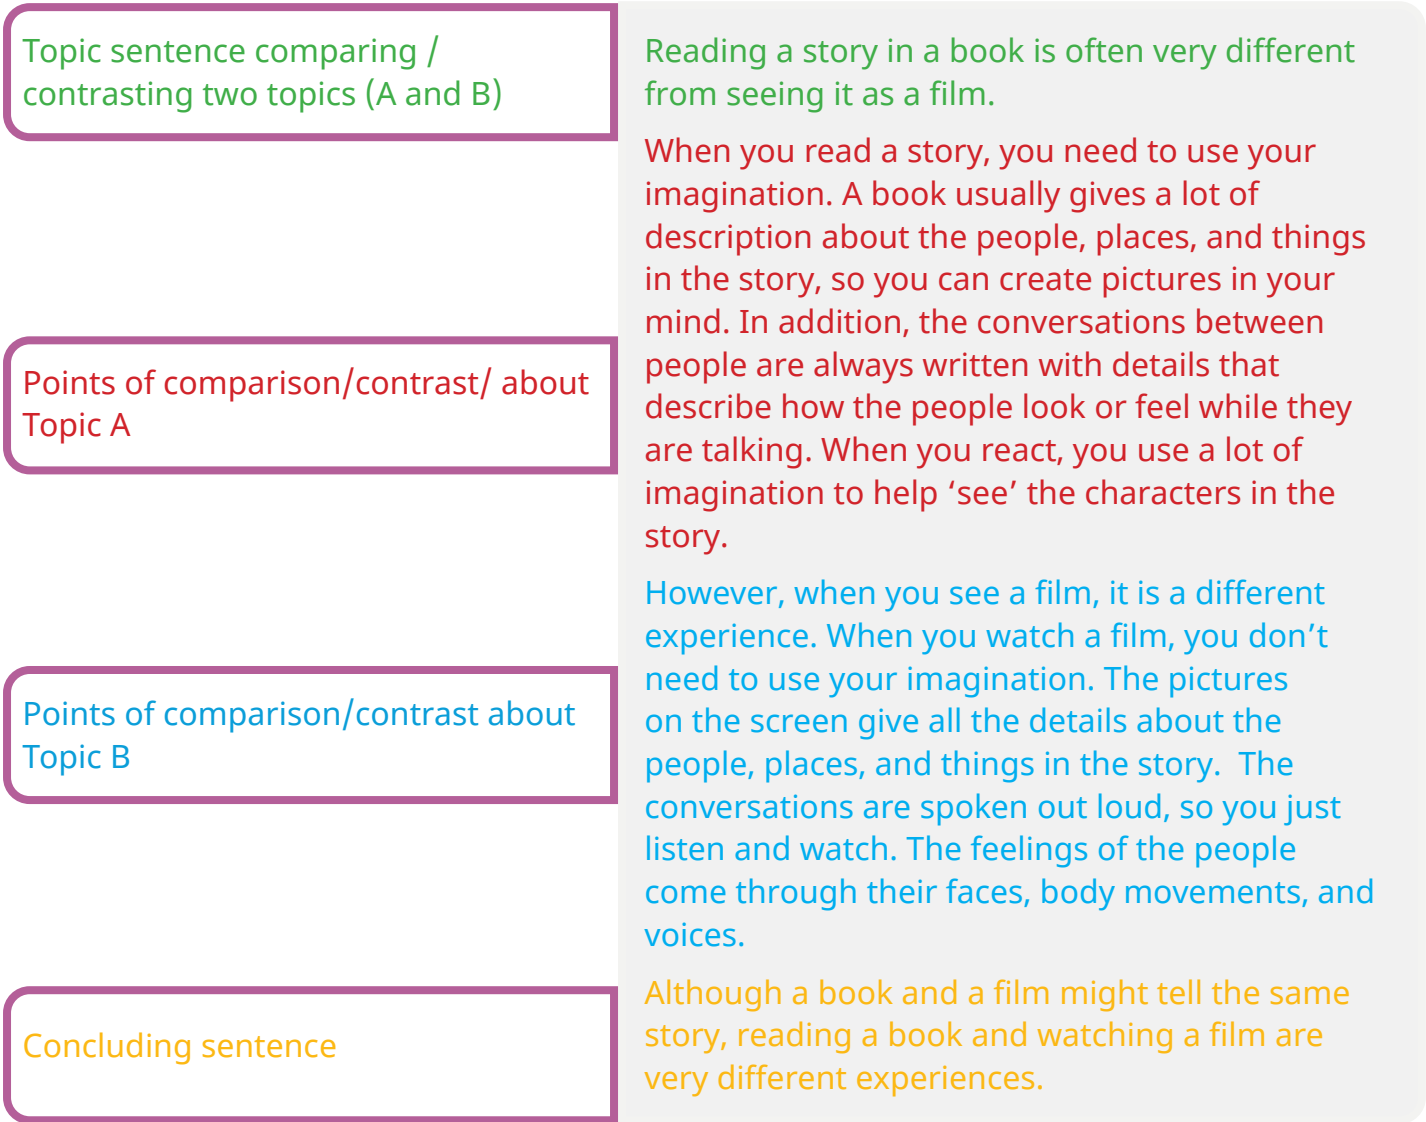 Topic sentence comparing /
contrasting two topics (A and B)
Reading a story in a book is often very different
from seeing it as a film.
Points of comparison/contrast/ about
Topic A
When you read a story, you need to use your
imagination. A book usually gives a lot of
description about the people, places, and things
in the story, so you can create pictures in your
mind. In addition, the conversations between
people are always written with details that
describe how the people look or feel while they
are talking. When you react, you use a lot of
imagination to help ‘see’ the characters in the
story.
Points of comparison/contrast about
Topic B
However, when you see a film, it is a different
experience. When you watch a film, you don’t
need to use your imagination. The pictures
on the screen give all the details about the
people, places, and things in the story.  The
conversations are spoken out loud, so you just
listen and watch. The feelings of the people
come through their faces, body movements, and
voices.
Concluding sentence
Although a book and a film might tell the same
story, reading a book and watching a film are
very different experiences.